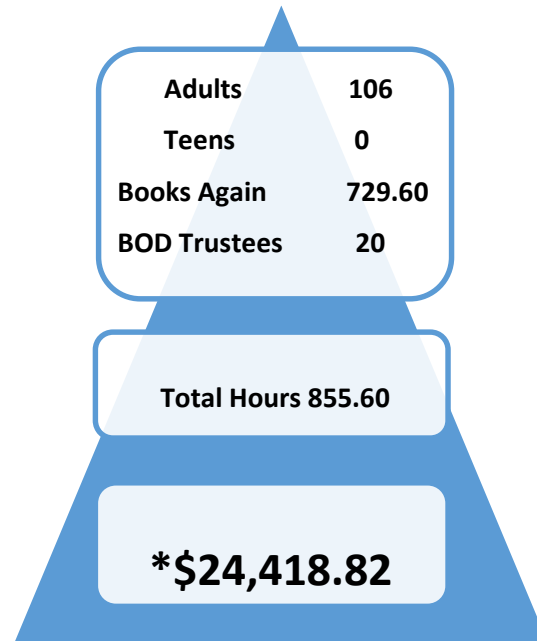 Adults 106
Teens 0
Books Again 729.60
BOD Trustees 20
Total Hours 855.60
*$24,418.82